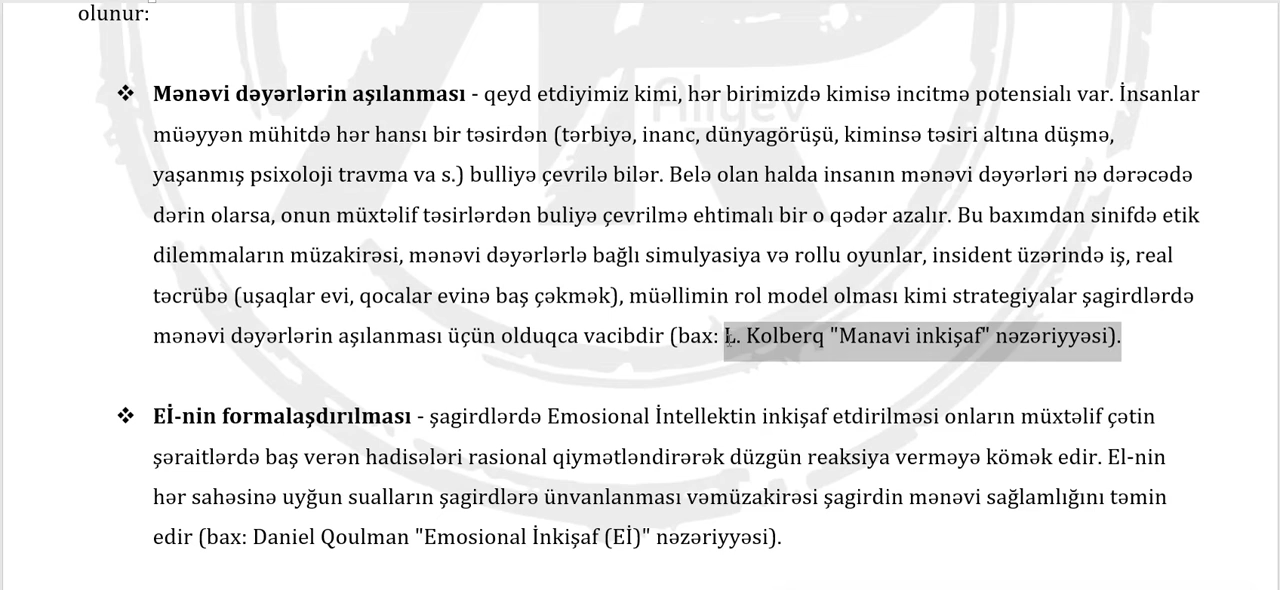 olunur:
❖ Mənəvi dəyərlərin aşılanması - qeyd etdiyimiz kimi, hər birimizdə kimisə incitmə potensialı var. İnsanlar
müəyyən mühitdə hər hansı bir təsirdən (tərbiyə, inanc, dünyagörüşü, kiminsə təsiri altına düşmə,
yaşanmış psixoloji travma va s.) bulliyə çevrilə bilər. Belə olan halda insanın mənəvi dəyərləri nə dərəcədə
dərin olarsa, onun müxtəlif təsirlərdən buliyə çevrilmə ehtimalı bir o qədər azalır. Bu baxımdan sinifdə etik
dilemmaların müzakirəsi, mənəvi dəyərlərlə bağlı simulyasiya və rollu oyunlar, insident üzərində iş, real
təcrübə (uşaqlar evi, qocalar evinə baş çəkmək), müəllimin rol model olması kimi strategiyalar şagirdlərdə
mənəvi dəyərlərin aşılanması üçün olduqca vacibdir (bax: L. Kolberq "Manavi inkişaf" nəzəriyyəsi).
❖ Eİ-nin formalaşdırılması - şagirdlərdə Emosional İntellektin inkişaf etdirilməsi onların müxtəlif çətin
şəraitlərdə baş verən hadisələri rasional qiymətləndirərək düzgün reaksiya verməyə kömək edir. El-nin
hər sahəsinə uyğun sualların şagirdlərə ünvanlanması vəmüzakirəsi şagirdin mənəvi sağlamlığını təmin
edir (bax: Daniel Qoulman "Emosional İnkişaf (Eİ)" nəzəriyyəsi).
Aliyev